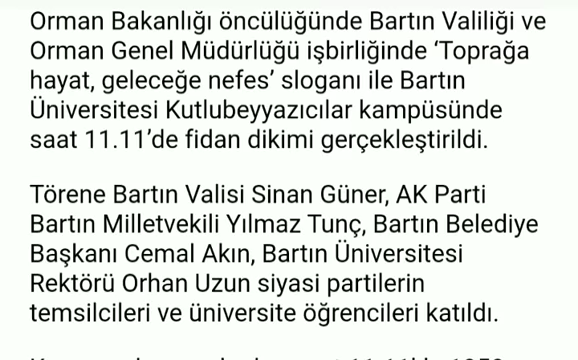 Orman Bakanlığı öncülüğünde Bartın Valiliği ve
Orman Genel Müdürlüğü işbirliğinde ‘Toprağa
hayat, geleceğe nefes’ sloganı ile Bartın
Üniversitesi Kutlubeyyazıcılar kampüsünde
saat 11.11’de fidan dikimi gerçekleştirildi.
Törene Bartın Valisi Sinan Güner, AK Parti
Bartın Milletvekili Yılmaz Tunç, Bartın Belediye
Başkanı Cemal Akın, Bartın Üniversitesi
Rektörü Orhan Uzun siyasi partilerin
temsilcileri ve üniversite öğrencileri katıldı.